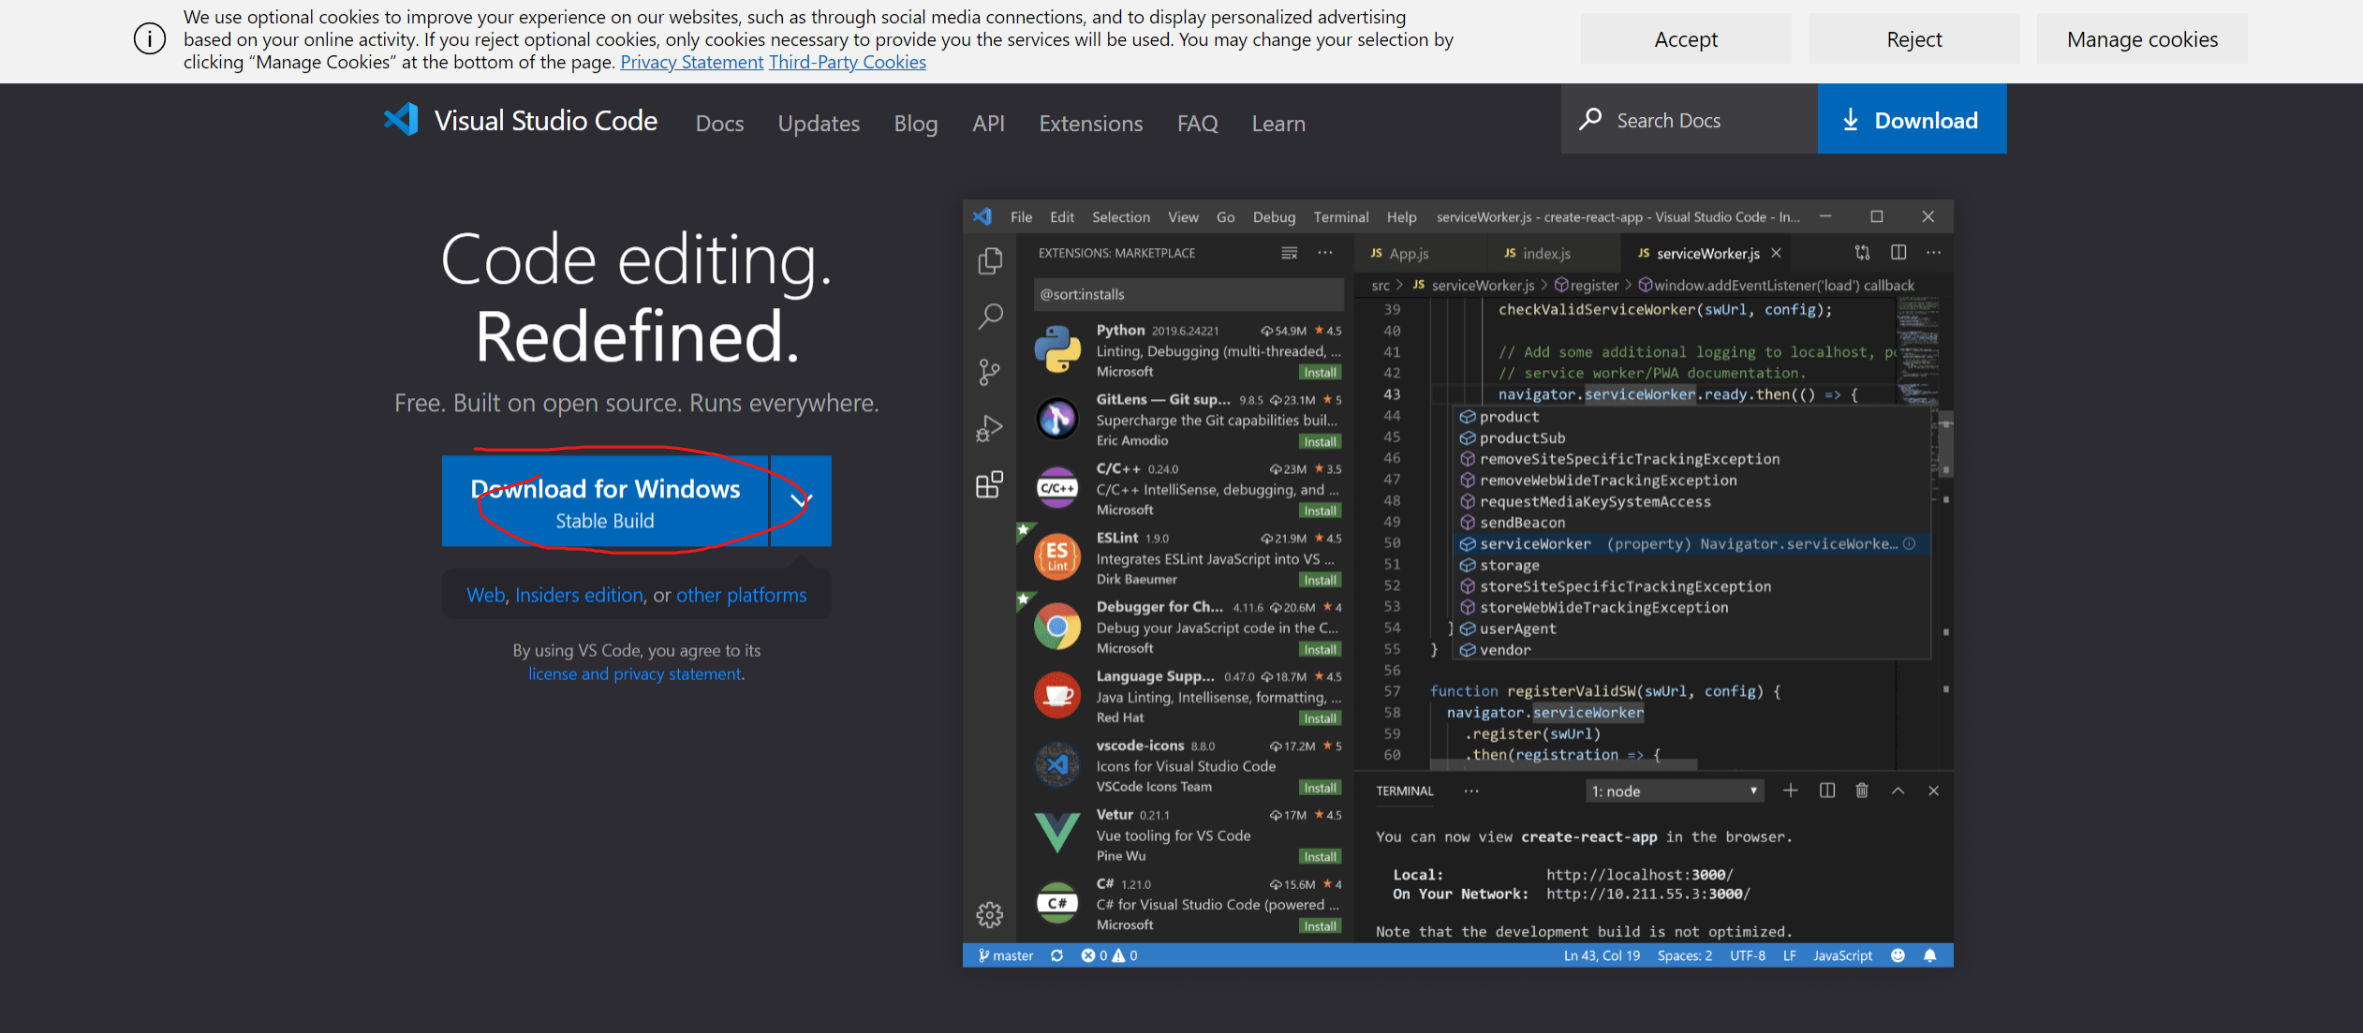 We use optional cookies to improve your experience on our websites, such as through social media connections, and to display personalized advertising
based on your online activity. If you reject optional cookies, only cookies necessary to provide you the services will be used. You may change your selection by
clicking “Manage Cookies” at the bottom of the page. Privacy Statement Third-Party Cookies
Accept
Reject
Manage cookies
Visual Studio Code Docs Updates Blog API Extensions FAQ Learn
Search Docs
Download
Code editing.
Redefined.
Free. Built on open source. Runs everywhere.
Download for Windows
Stable Build
Web, Insiders edition, or other platforms
By using VS Code, you agree to its
license and privacy statement.
File Edit Selection View Go Debug Terminal Help serviceWorker.js - create-react-app - Visual Studio Code - In...
EXTENSIONS: MARKETPLACE
@sort:installs
Python 2019.6.24221 54.9M ★ 4.5
Linting, Debugging (multi-threaded, ...
Microsoft Install
GitLens — Git sup... 9.8.5 23.1M ★ 5
Supercharge the Git capabilities buil...
Eric Amodio Install
C/C++
C/C++ 0.24.0 23M ★ 3.5
C/C++ IntelliSense, debugging, and ...
Microsoft Install
ES
Lint
ESLint 1.9.0 21.9M ★ 4.5
Integrates ESLint JavaScript into VS ...
Dirk Baeumer Install
Debugger for Ch... 4.11.6 20.6M ★ 4
Debug your JavaScript code in the C...
Microsoft Install
Language Supp... 0.47.0 18.7M ★ 4.5
Java Linting, Intellisense, formatting, ...
Red Hat Install
vscode-icons 8.8.0 17.2M ★ 5
Icons for Visual Studio Code
VSCode Icons Team Install
Vetur 0.21.1 17M ★ 4.5
Vue tooling for VS Code
Pine Wu Install
C#
C# 1.21.0 15.6M ★ 4
C# for Visual Studio Code (powered ...
Microsoft Install
JS App.js JS index.js JS serviceWorker.js
src > JS serviceWorker.js > register > window.addEventListener('load') callback
39 checkValidServiceWorker(swUrl, config);
40
41 // Add some additional logging to localhost, po
42 // service worker/PWA documentation.
43 navigator.serviceWorker.ready.then(() => {
44 product
45 productSub
46 removeSiteSpecificTrackingException
47 removeWebWideTrackingException
48 requestMediaKeySystemAccess
49 sendBeacon
50 serviceWorker (property) Navigator.serviceWorke...
51 storage
52 storeSiteSpecificTrackingException
53 storeWebWideTrackingException
54 } userAgent
55 } vendor
56
57 function registerValidSW(swUrl, config) {
58 navigator.serviceWorker
59 .register(swUrl)
60 .then(registration => {
TERMINAL ... 1: node
You can now view create-react-app in the browser.
Local: http://localhost:3000/
On Your Network: http://10.211.55.3:3000/
Note that the development build is not optimized.
master 0 0 Ln 43, Col 19 Spaces: 2 UTF-8 LF JavaScript